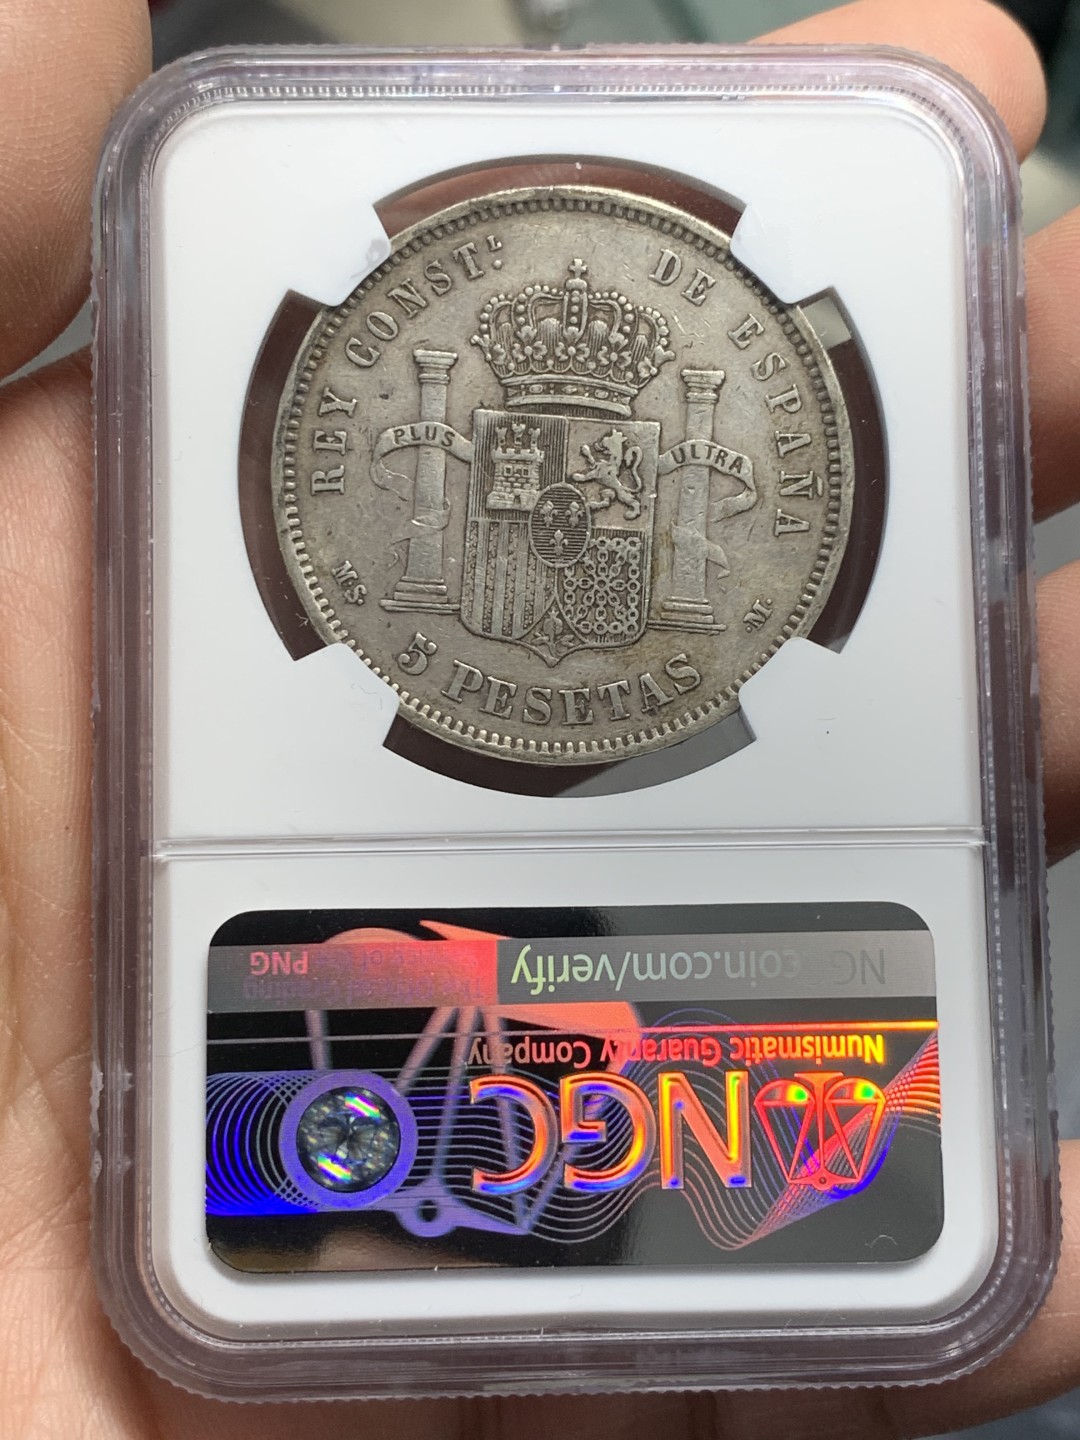 REY CONST.L DE ESPAÑA
PLUS
ULTRA
M.S.
.M.
5 PESETAS
NGCcoin.com/verify
PNG
Numismatic Guaranty Company
NGC